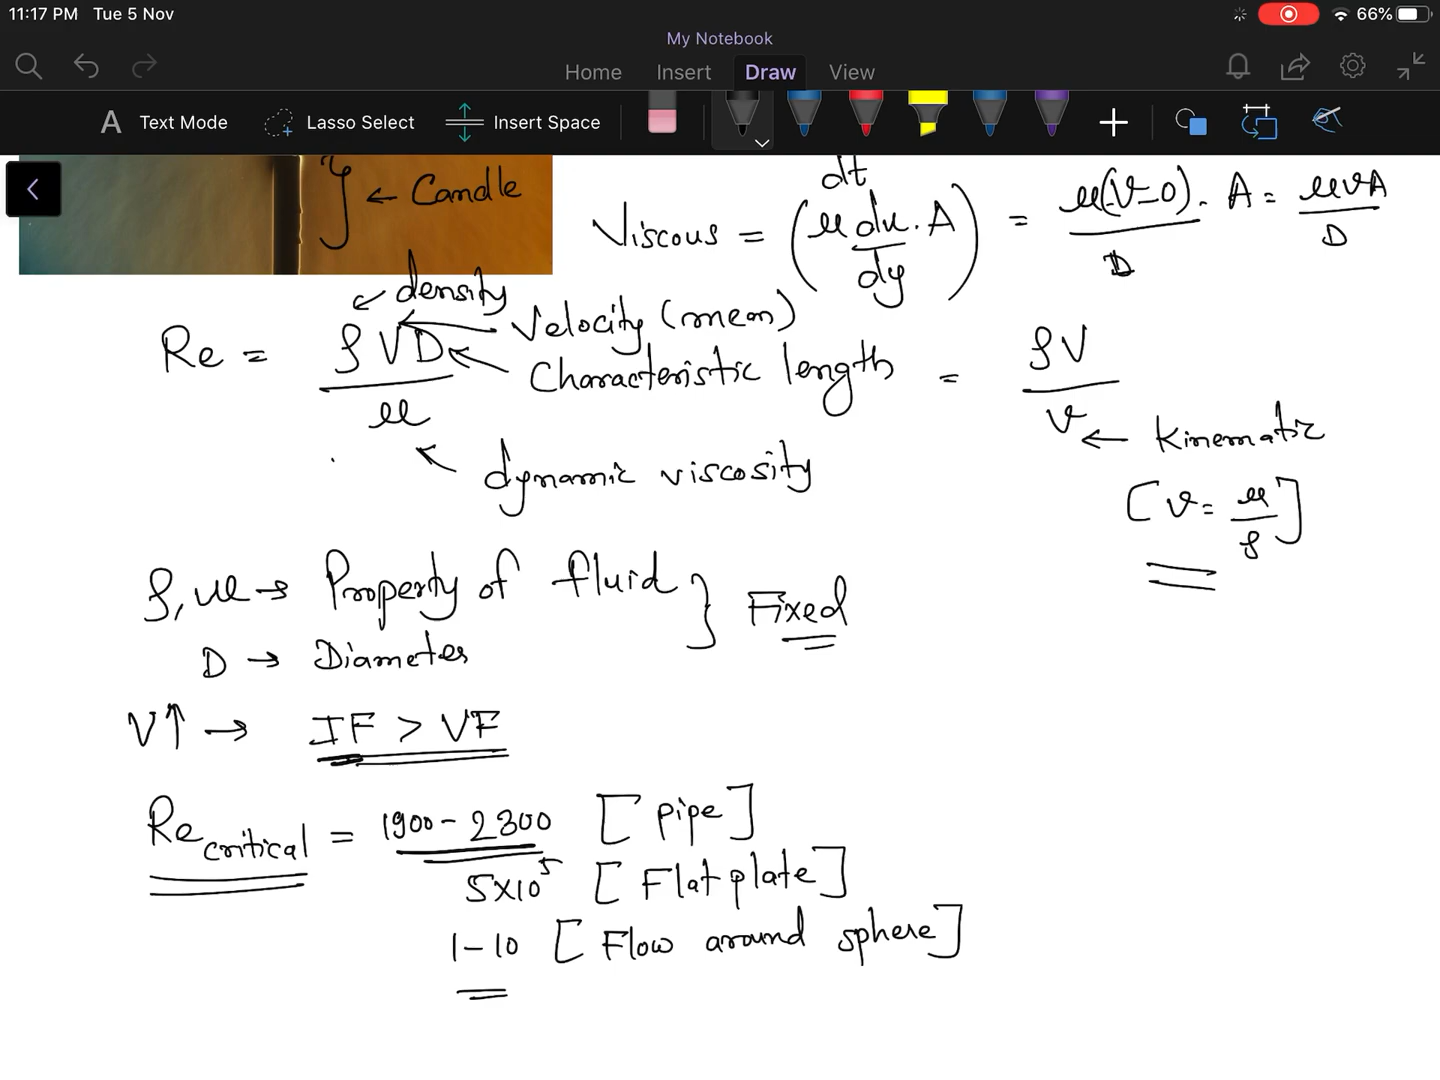 11:17 PM Tue 5 Nov 66%
My Notebook
Home Insert Draw View
A Text Mode Lasso Select Insert Space
y ← Candle
dt
Viscous = (μ du/dy . A) = μ(V-0)/D . A = μVA/D
density
Velocity (mean)
Re = ρVD/μ = ρV/ν
Characteristic length
← Kinematic
dynamic viscosity
[ν = μ/ρ]
ρ, μ → Property of fluid } Fixed
D → Diameter
V↑ → IF > VF
Re critical = 1900 - 2300 [Pipe]
5x10⁵ [Flat plate]
1-10 [Flow around sphere]